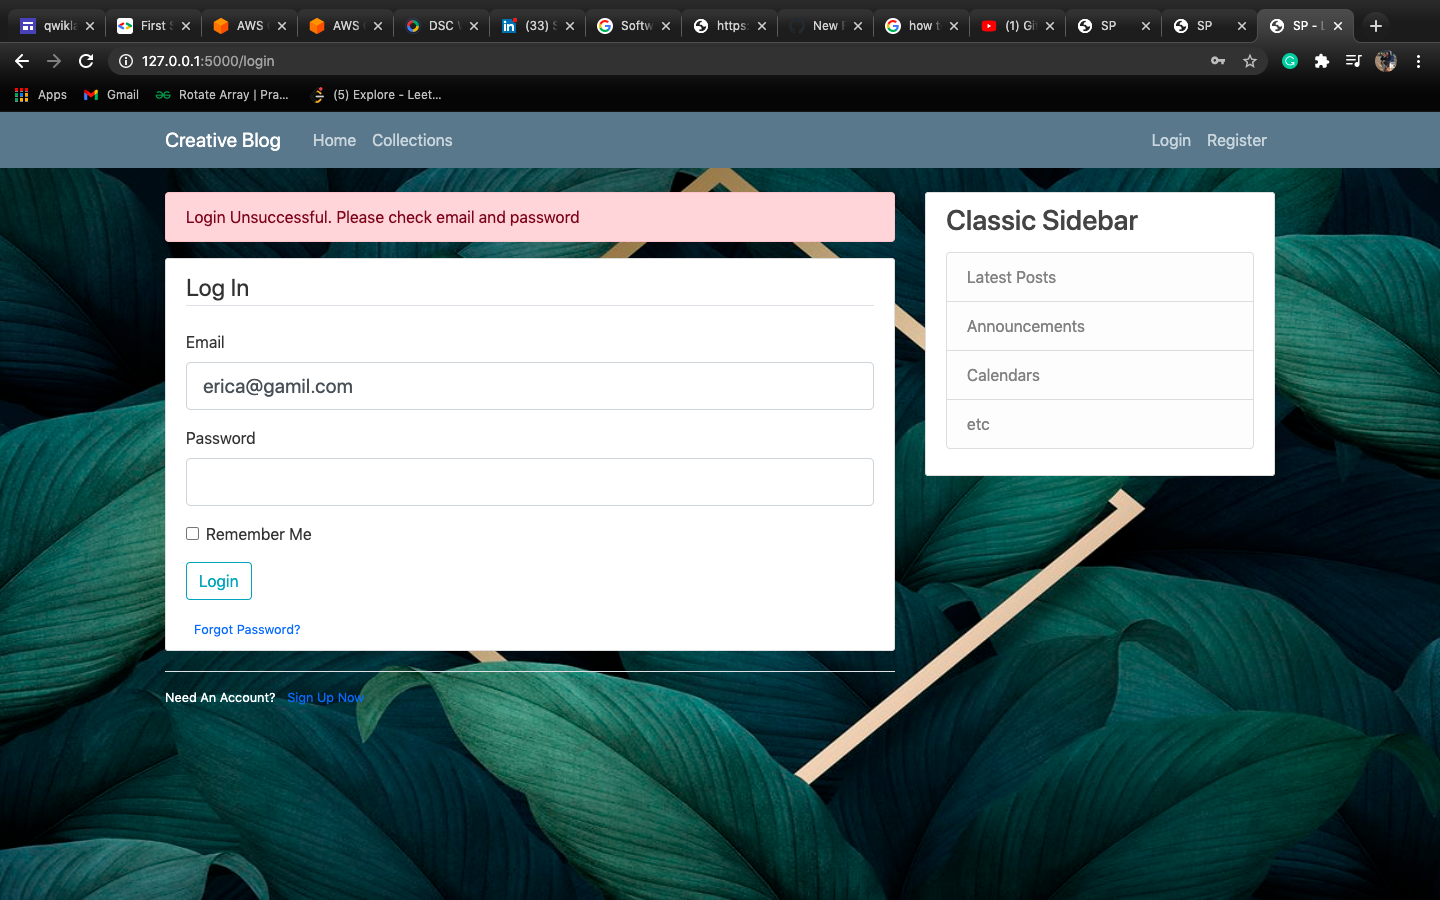 qwikla First S AWS AWS DSC (33) S Softw https: New how t (1) Gi SP SP SP - L
127.0.0.1:5000/login
Apps Gmail Rotate Array | Pra... (5) Explore - Leet...
Creative Blog Home Collections Login Register
Login Unsuccessful. Please check email and password
Log In
Email
erica@gamil.com
Password
Remember Me
Login
Forgot Password?
Need An Account? Sign Up Now
Classic Sidebar
Latest Posts
Announcements
Calendars
etc